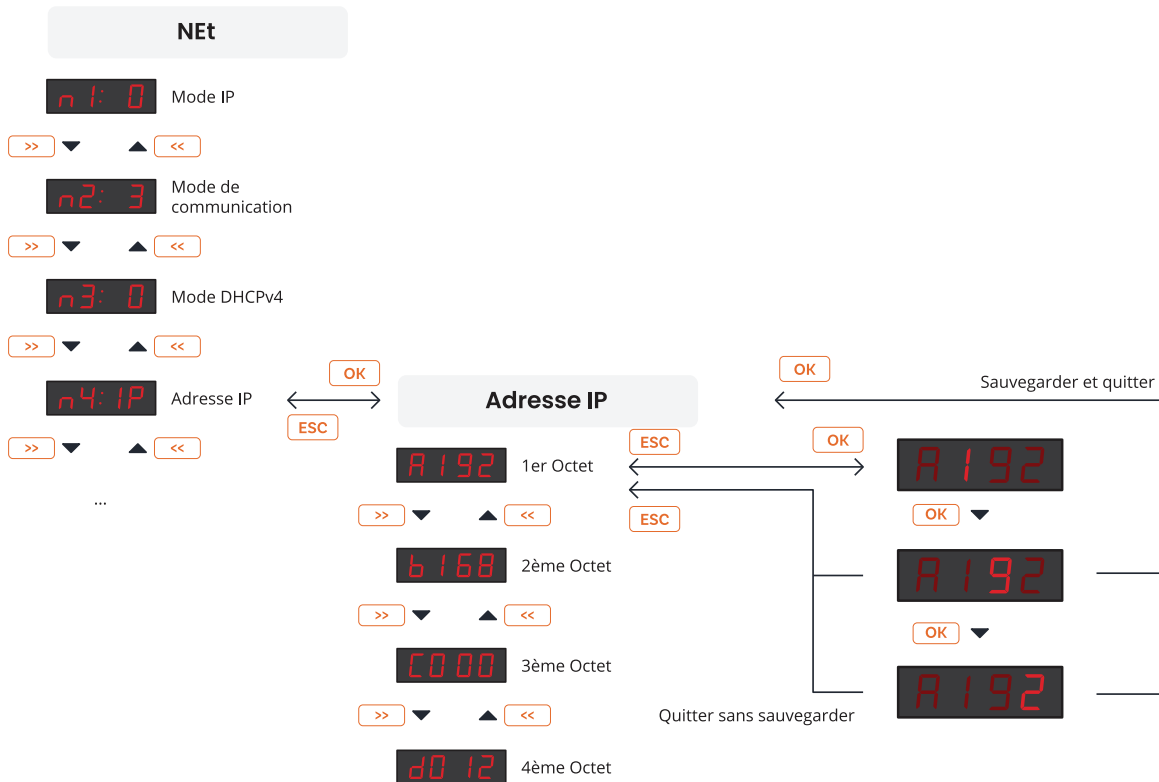 NEt
n1: 0 Mode IP
>> <<
n2: 3 Mode de
communication
>> <<
n3: 0 Mode DHCPv4
>> <<
n4:IP Adresse IP
OK
ESC
>> <<
...
Adresse IP
A192 1er Octet
>> <<
b168 2ème Octet
>> <<
C000 3ème Octet
>> <<
d012 4ème Octet
ESC
OK
ESC
OK
Sauvegarder et quitter
A192
OK
A192
OK
A192
Quitter sans sauvegarder